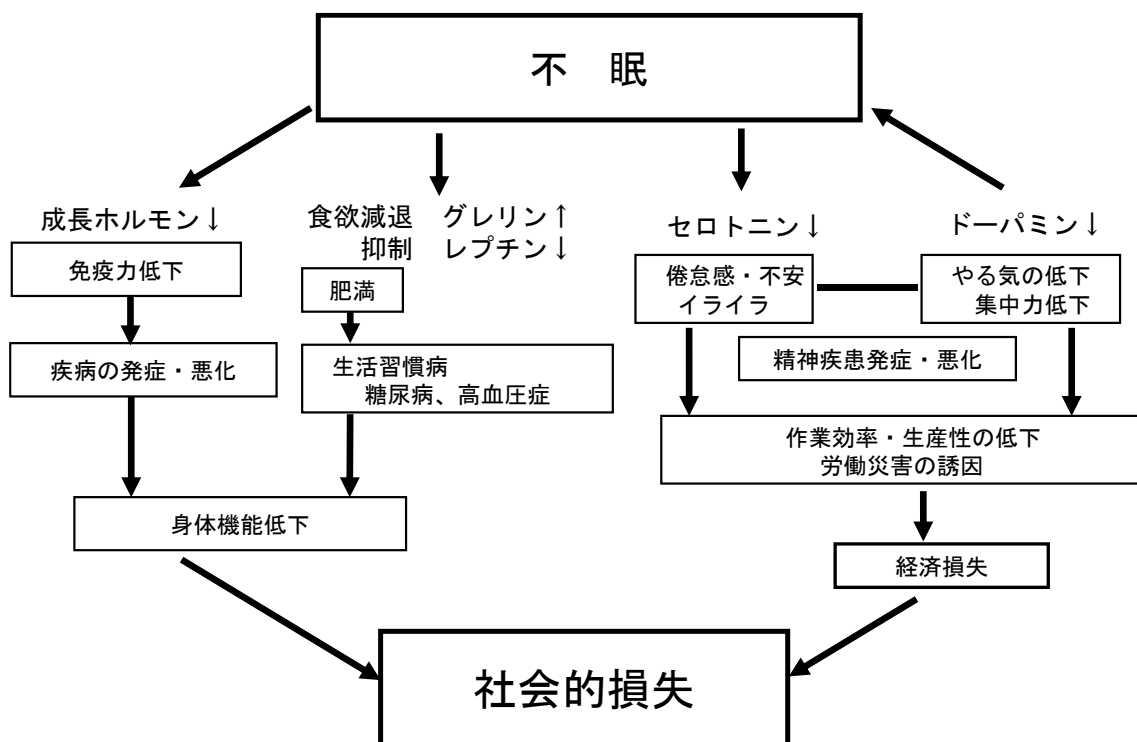 不 眠
成長ホルモン↓
免疫力低下
疾病の発症・悪化
食欲減退 グレリン↑
抑制 レプチン↓
肥満
生活習慣病
糖尿病、高血圧症
身体機能低下
セロトニン↓
倦怠感・不安
イライラ
ドーパミン↓
やる気の低下
集中力低下
精神疾患発症・悪化
作業効率・生産性の低下
労働災害の誘因
経済損失
社会的損失